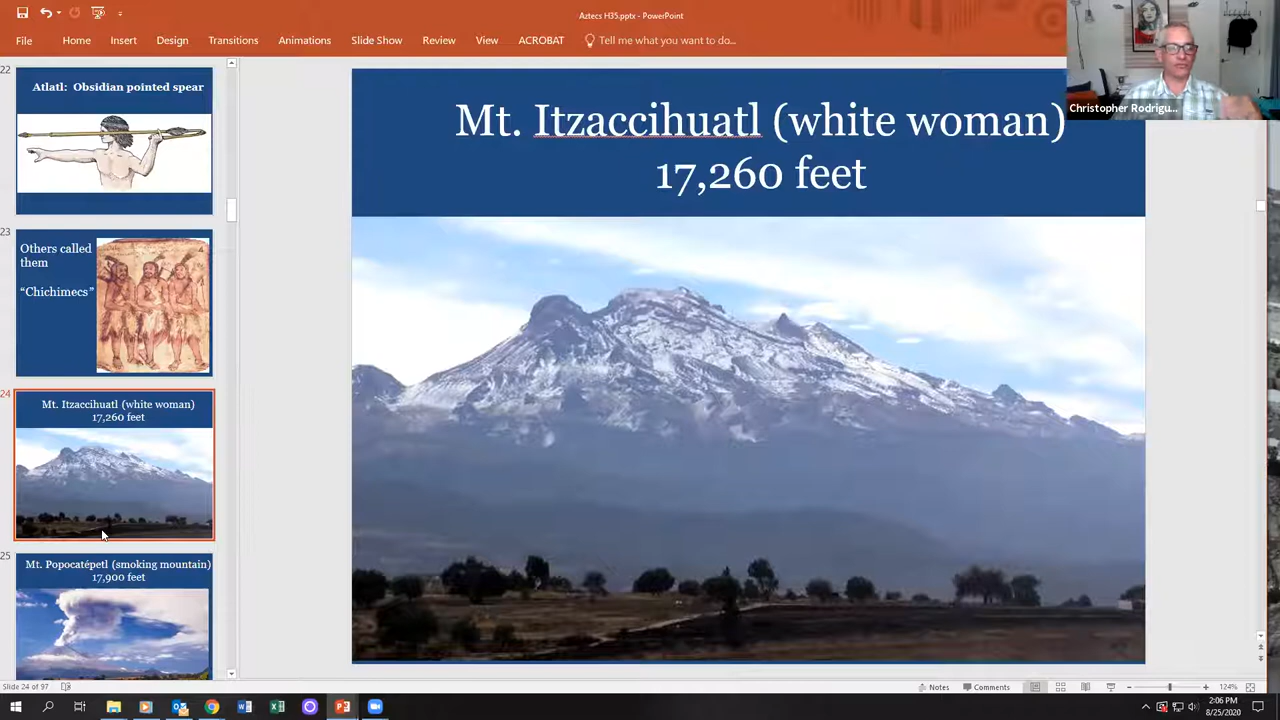 Aztecs H35.pptx - PowerPoint
File Home Insert Design Transitions Animations Slide Show Review View ACROBAT Tell me what you want to do...
Christopher Rodrigu...
22
Atlatl: Obsidian pointed spear
23
Others called
them
“Chichimecs”
24
Mt. Itzaccihuatl (white woman)
17,260 feet
25
Mt. Popocatépetl (smoking mountain)
17,900 feet
Mt. Itzaccihuatl (white woman)
17,260 feet
Slide 24 of 97
Notes Comments 124%
2:06 PM
8/25/2020